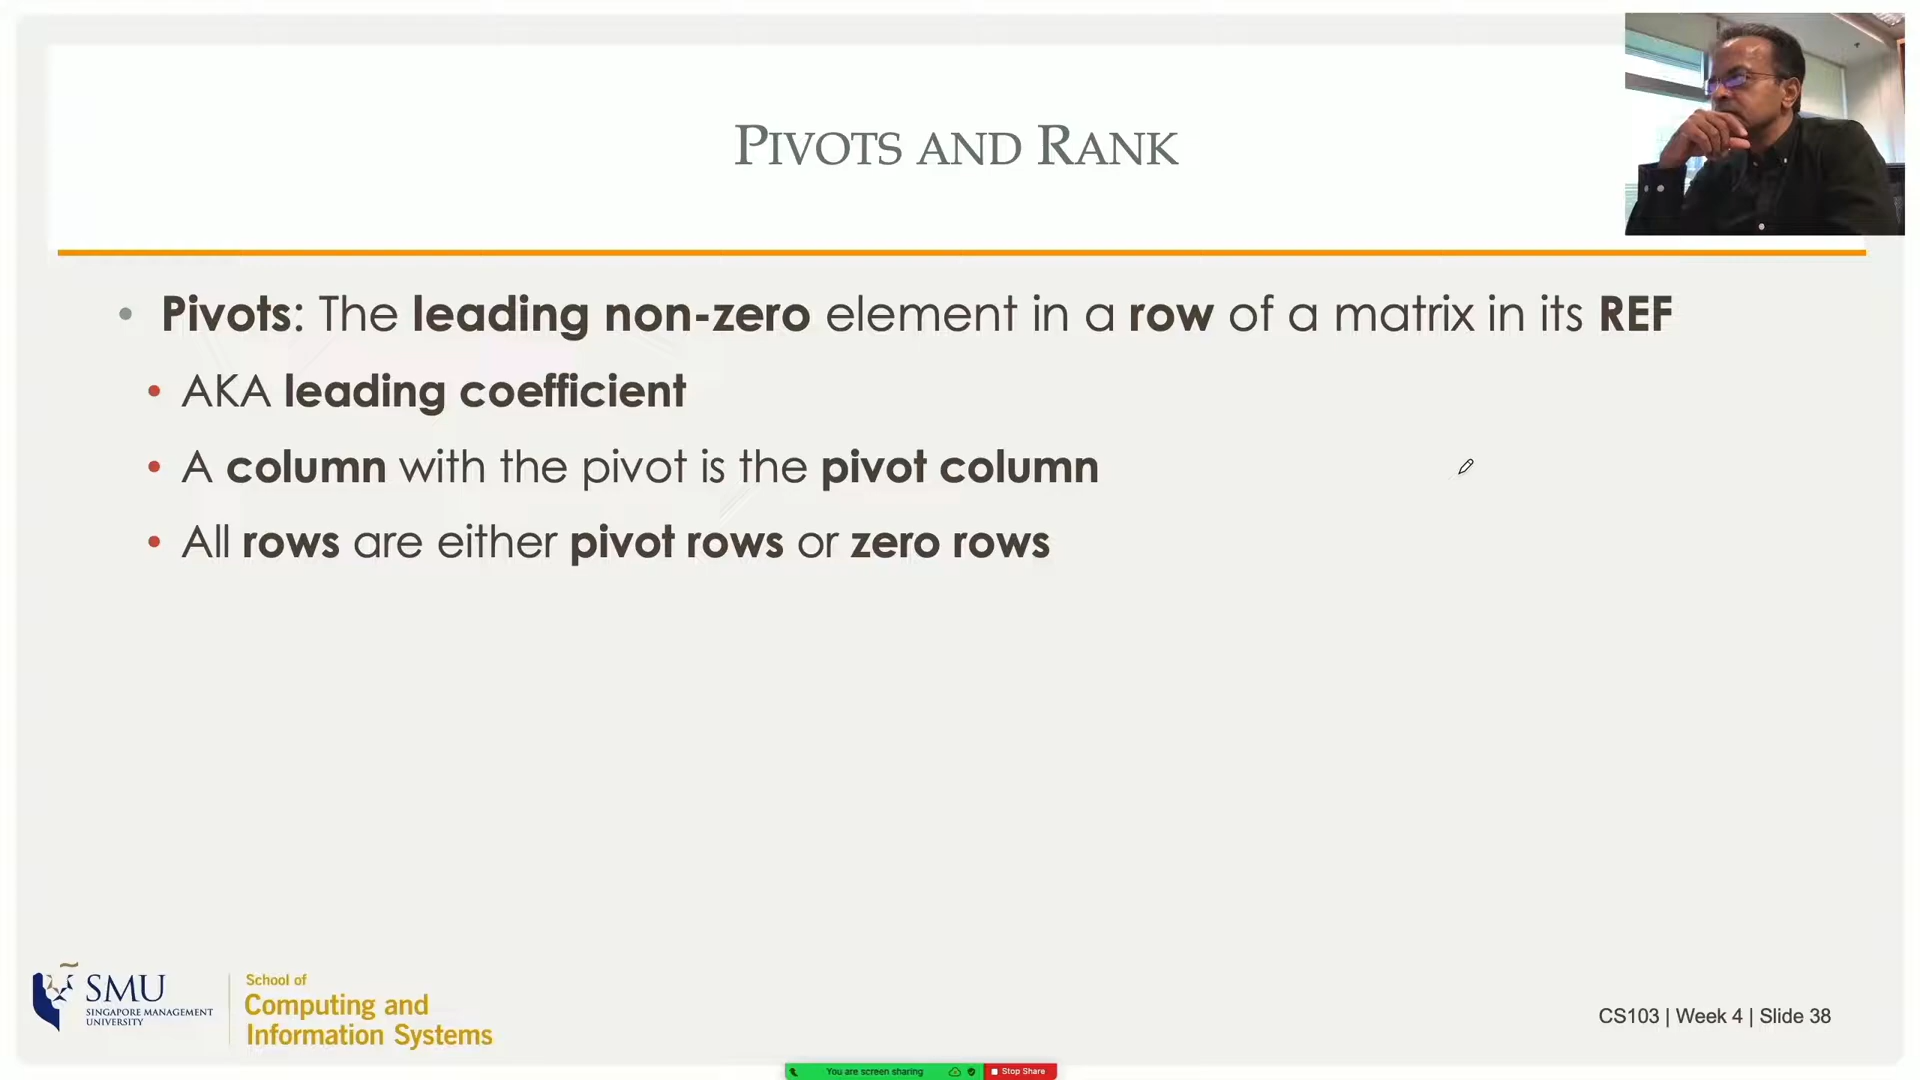 PIVOTS AND RANK
• Pivots: The leading non-zero element in a row of a matrix in its REF
• AKA leading coefficient
• A column with the pivot is the pivot column
• All rows are either pivot rows or zero rows
SMU
SINGAPORE MANAGEMENT
UNIVERSITY
School of
Computing and
Information Systems
CS103 | Week 4 | Slide 38
You are screen sharing
Stop Share